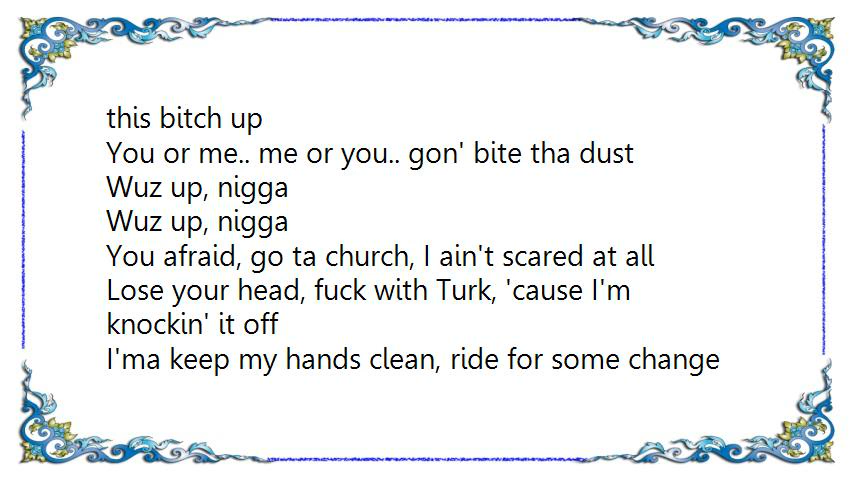 this bitch up
You or me.. me or you.. gon' bite tha dust
Wuz up, nigga
Wuz up, nigga
You afraid, go ta church, I ain't scared at all
Lose your head, fuck with Turk, 'cause I'm
knockin' it off
I'ma keep my hands clean, ride for some change